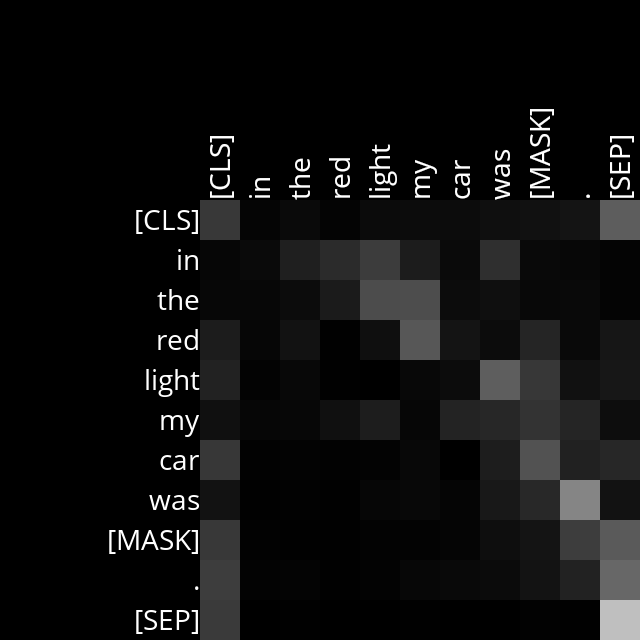 [CLS] in the red light my car was [MASK] . [SEP]
[CLS]
in
the
red
light
my
car
was
[MASK]
.
[SEP]